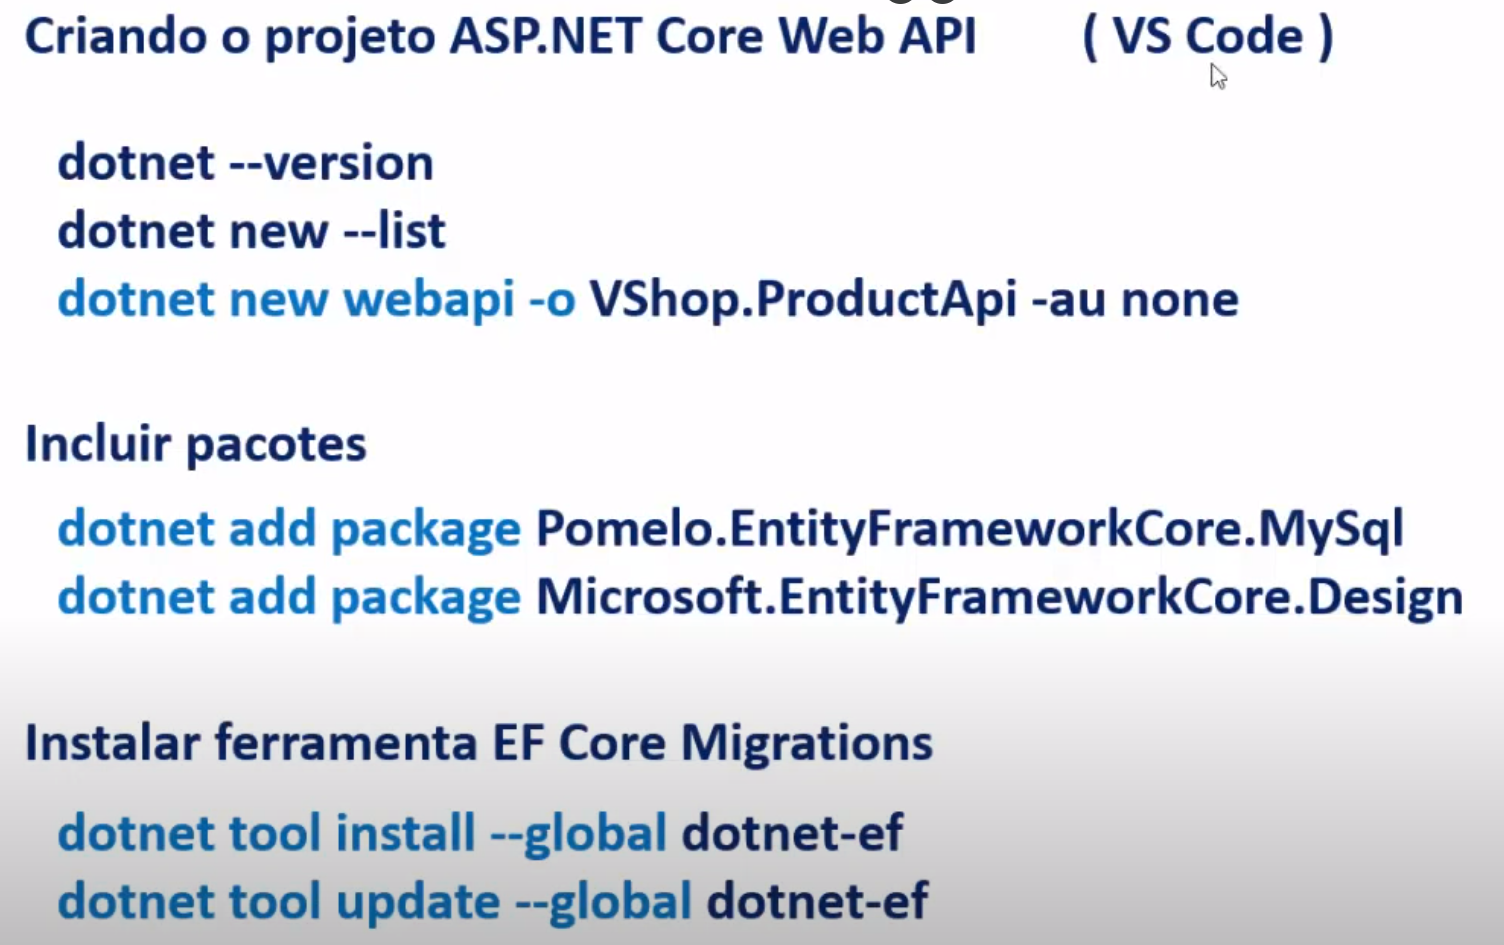 Criando o projeto ASP.NET Core Web API ( VS Code )
dotnet --version
dotnet new --list
dotnet new webapi -o VShop.ProductApi -au none
Incluir pacotes
dotnet add package Pomelo.EntityFrameworkCore.MySql
dotnet add package Microsoft.EntityFrameworkCore.Design
Instalar ferramenta EF Core Migrations
dotnet tool install --global dotnet-ef
dotnet tool update --global dotnet-ef